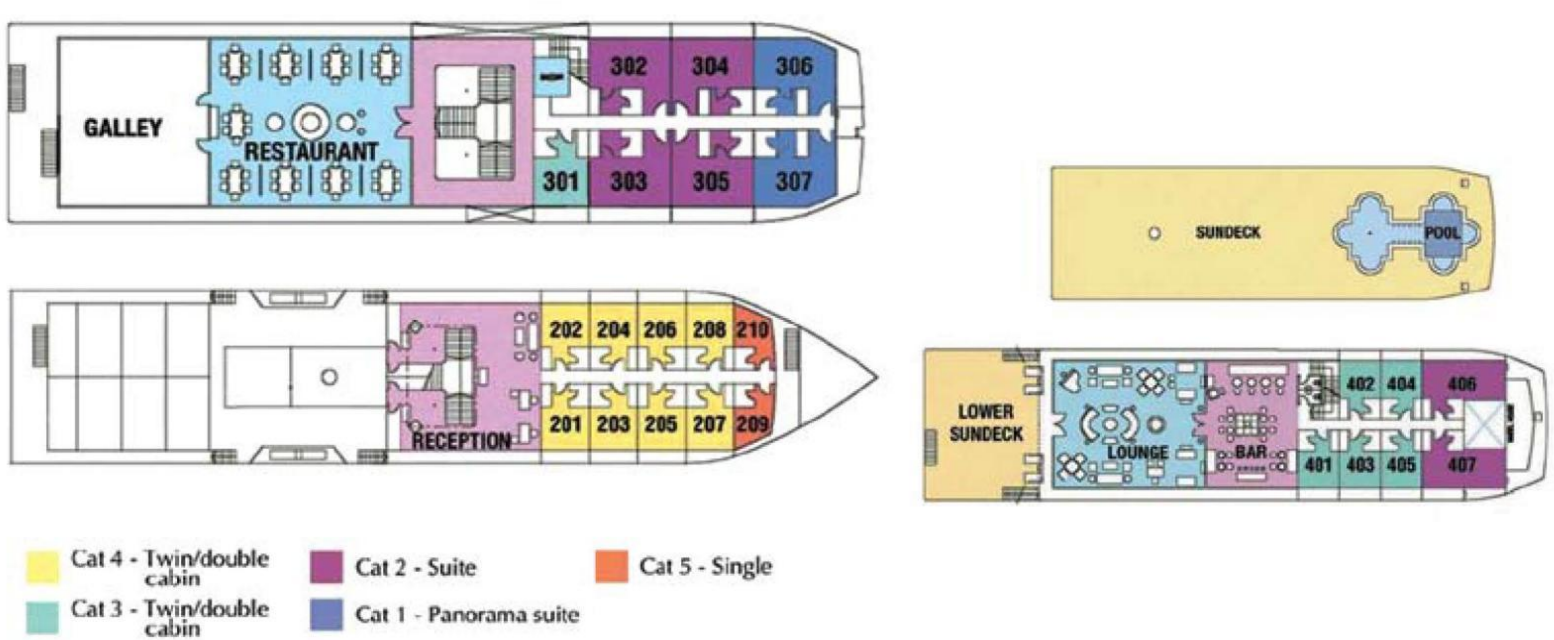 302
304
306
GALLEY
RESTAURANT
301
303
305
307
SUNDECK
POOL
202
204
206
208
210
201
203
205
207
209
RECEPTION
LOWER
SUNDECK
LOUNGE
BAR
402
404
406
401
403
405
407
Cat 4 - Twin/double
cabin
Cat 2 - Suite
Cat 5 - Single
Cat 3 - Twin/double
cabin
Cat 1 - Panorama suite